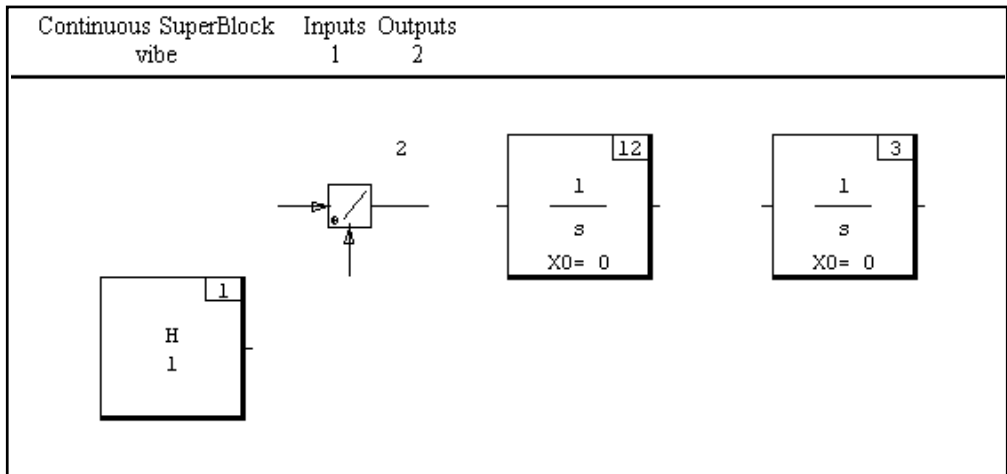 Continuous SuperBlock Inputs Outputs
vibe 1 2
2
12
1
s
X0= 0
3
1
s
X0= 0
e /
1
H
1